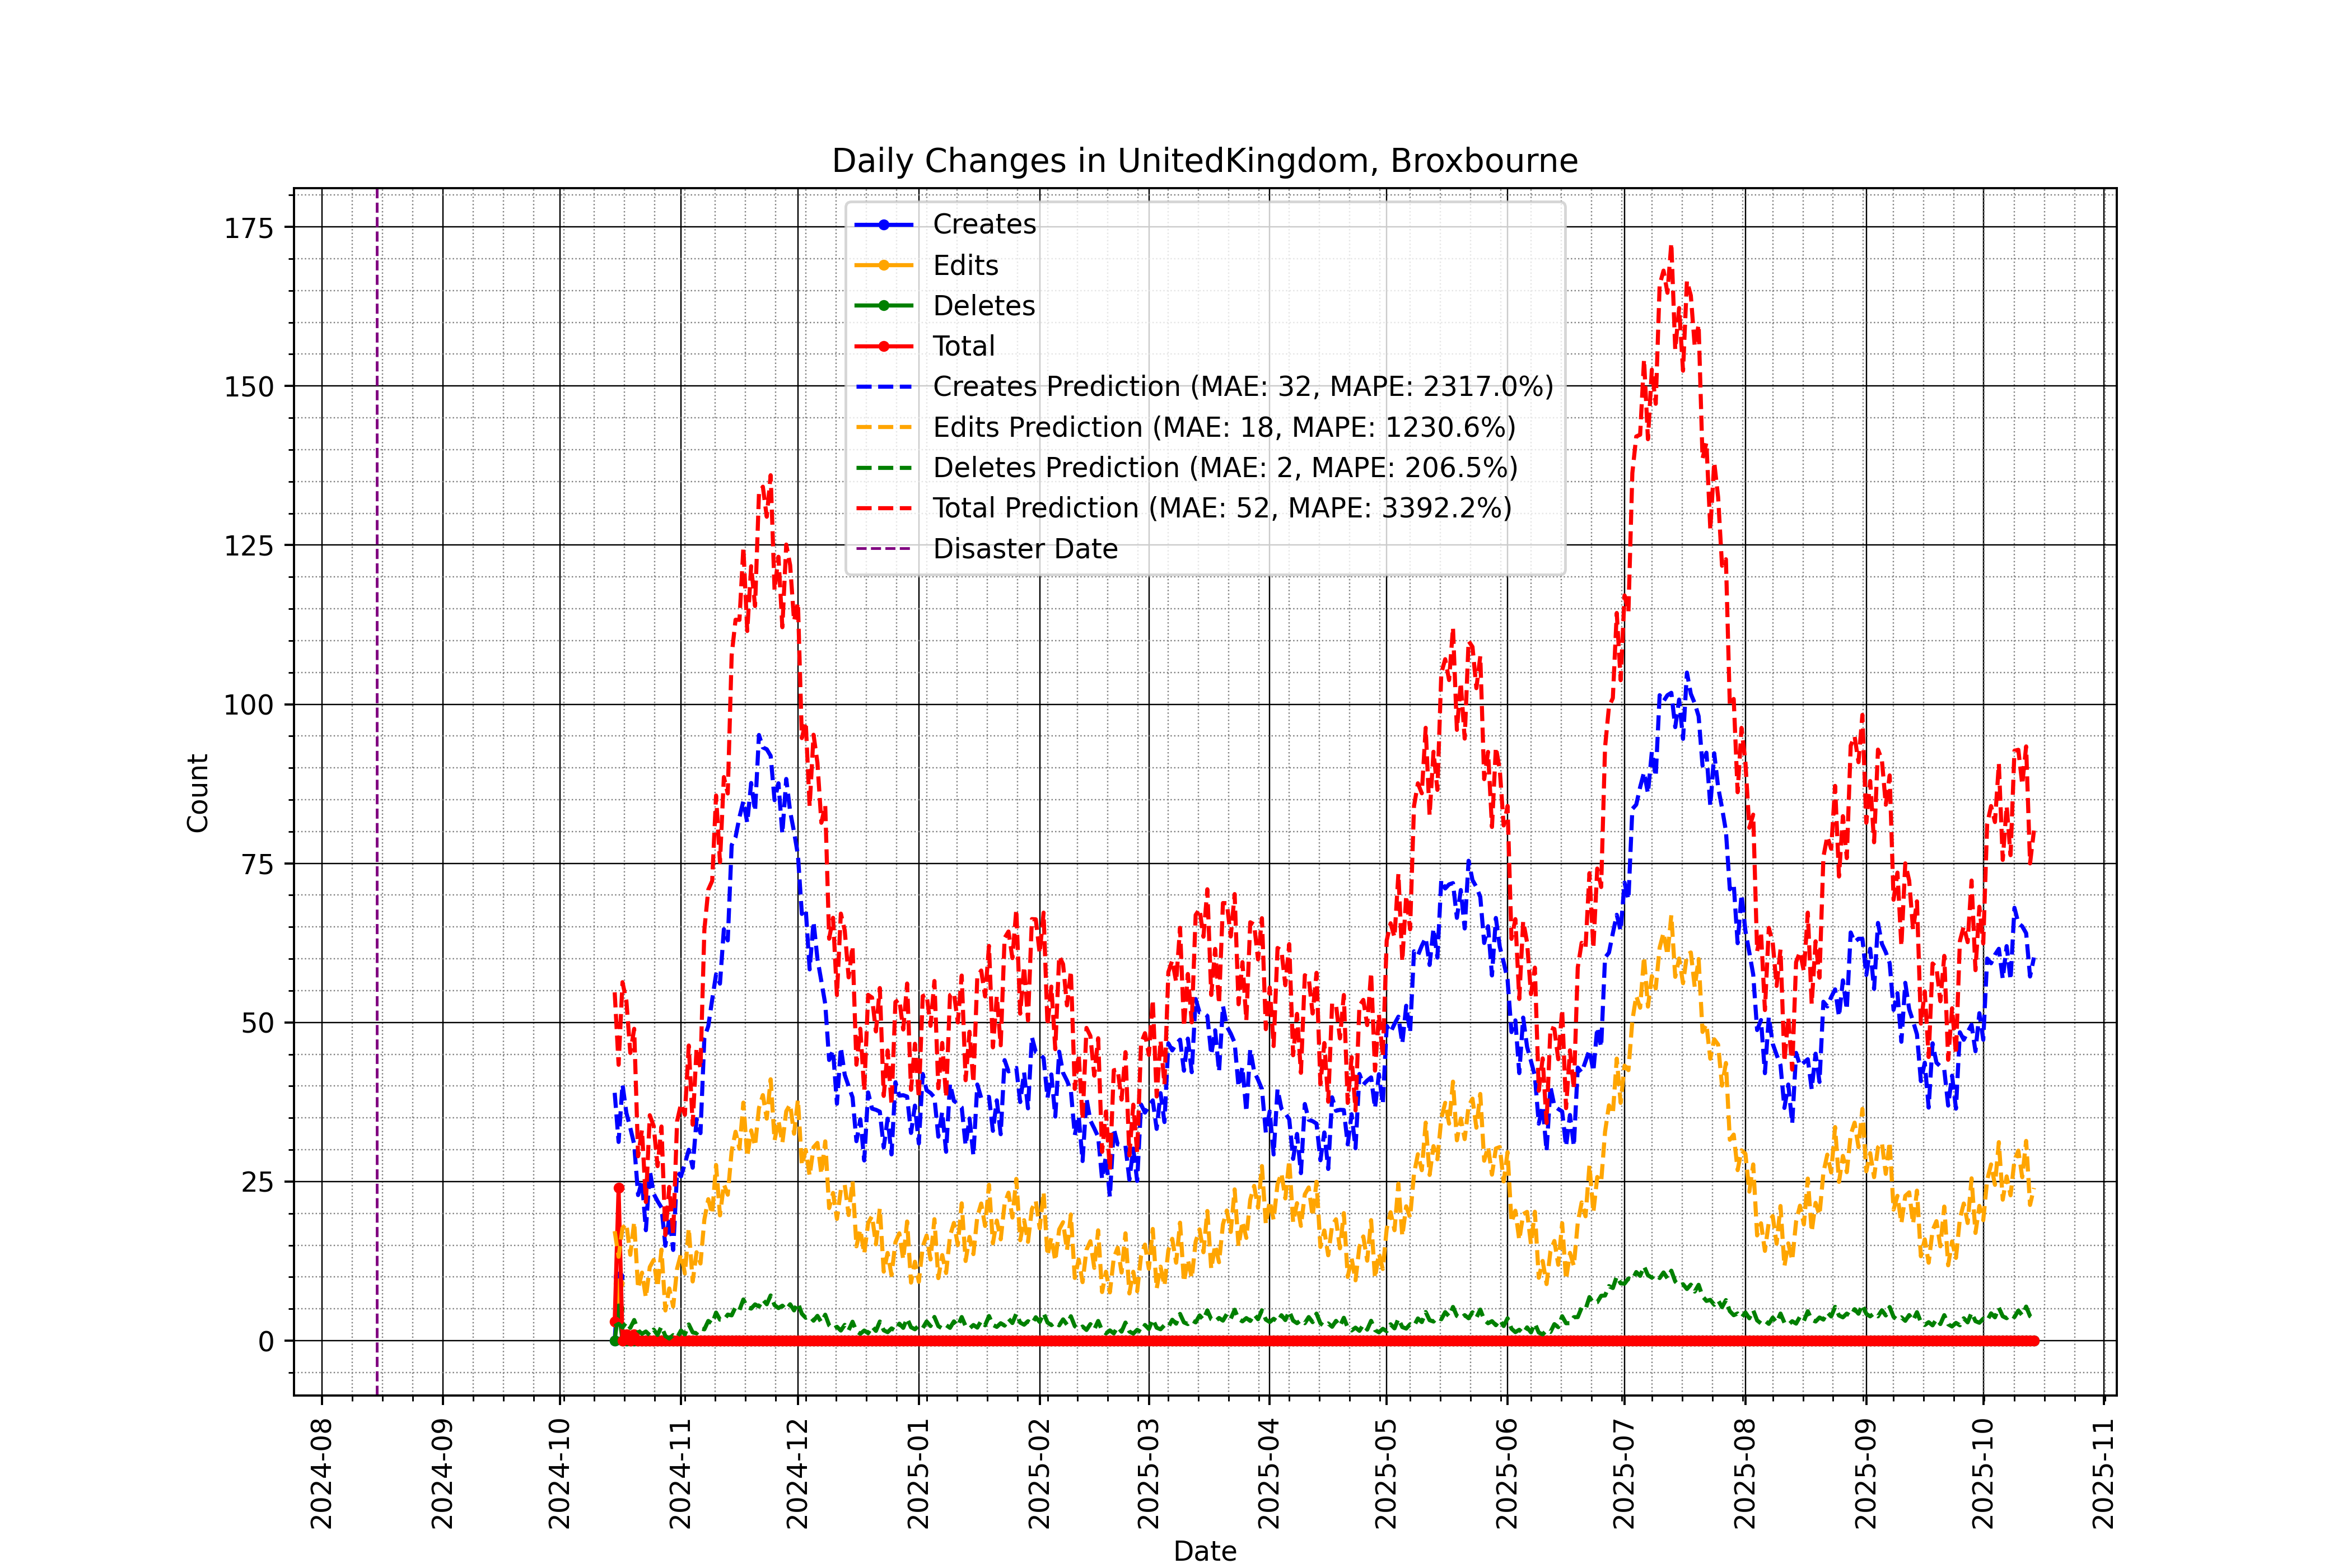 Daily Changes in UnitedKingdom, Broxbourne
Creates
Edits
Deletes
Total
Creates Prediction (MAE: 32, MAPE: 2317.0%)
Edits Prediction (MAE: 18, MAPE: 1230.6%)
Deletes Prediction (MAE: 2, MAPE: 206.5%)
Total Prediction (MAE: 52, MAPE: 3392.2%)
Disaster Date
Count
175
150
125
100
75
50
25
0
2024-08
2024-09
2024-10
2024-11
2024-12
2025-01
2025-02
2025-03
2025-04
2025-05
2025-06
2025-07
2025-08
2025-09
2025-10
2025-11
Date